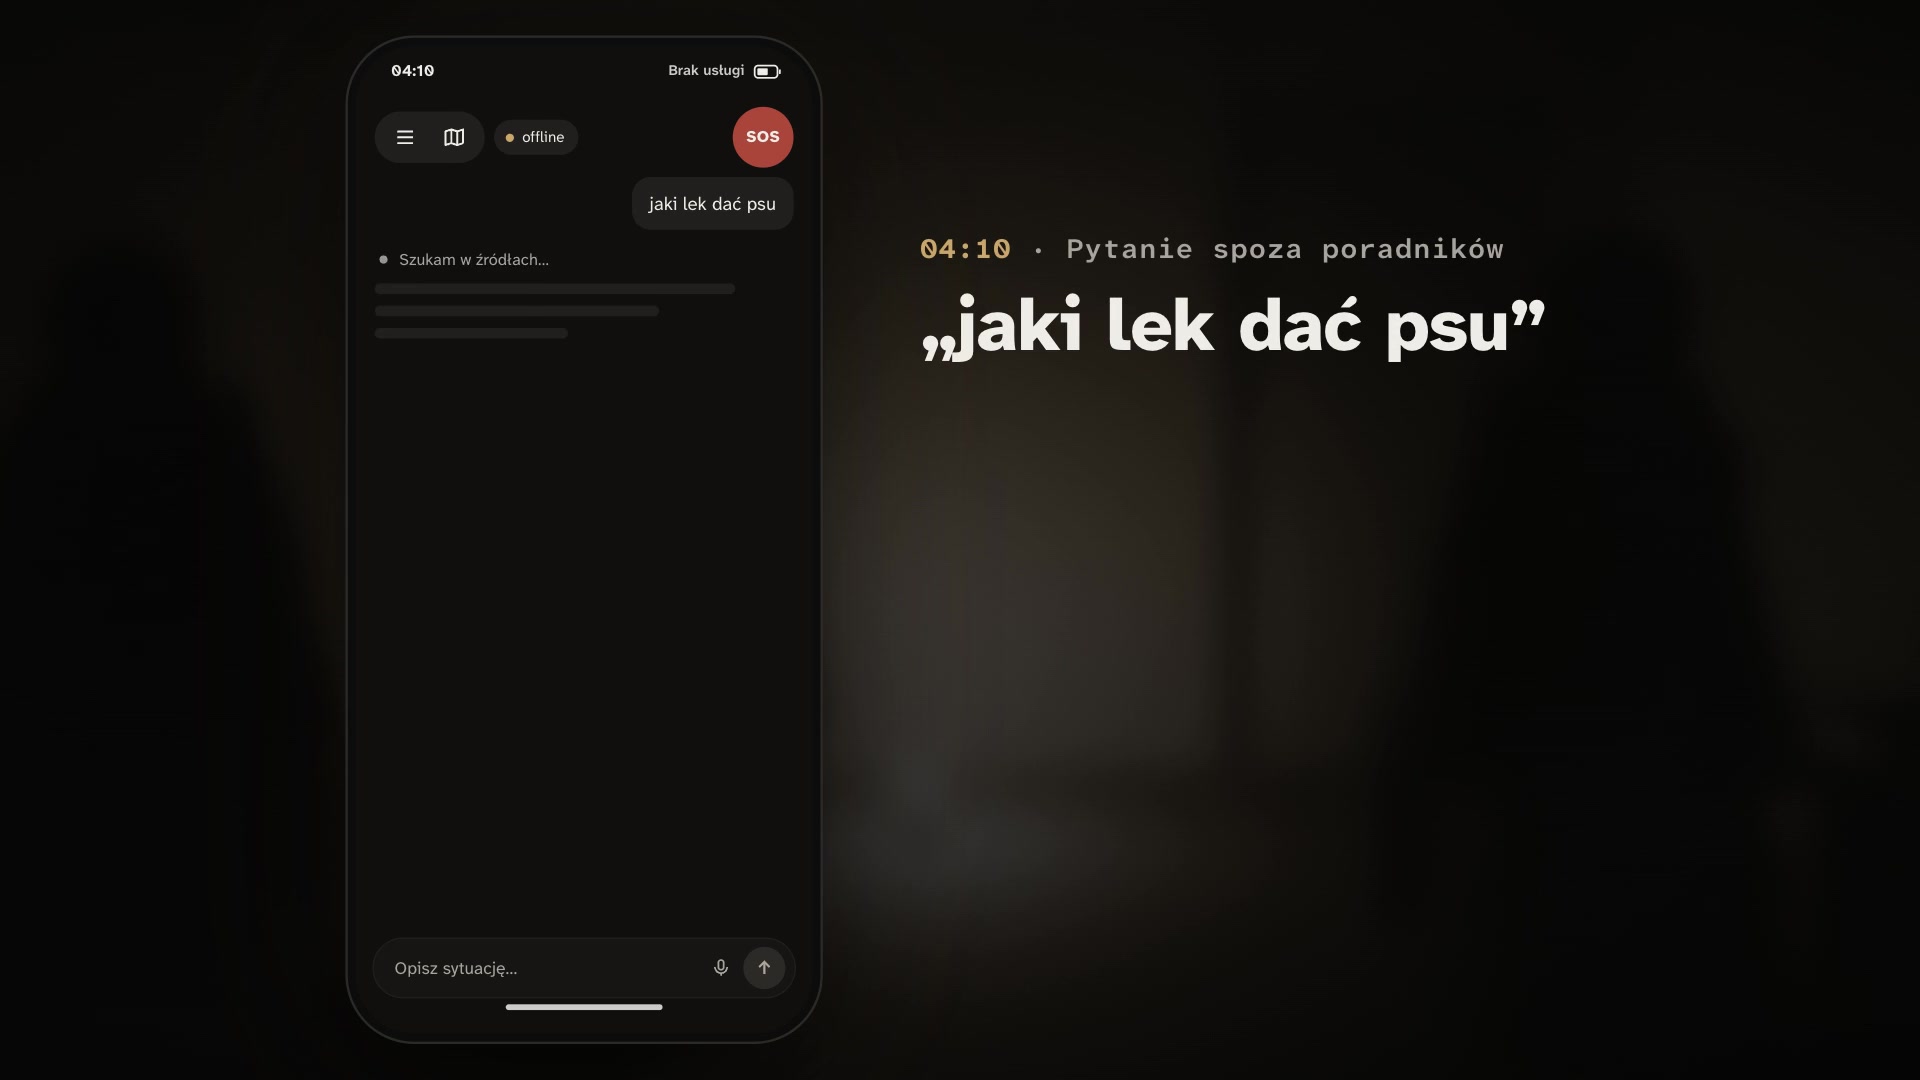 04:10
Brak usługi
offline
SOS
jaki lek dać psu
Szukam w źródłach...
Opisz sytuację...
04:10 · Pytanie spoza poradników
„jaki lek dać psu”